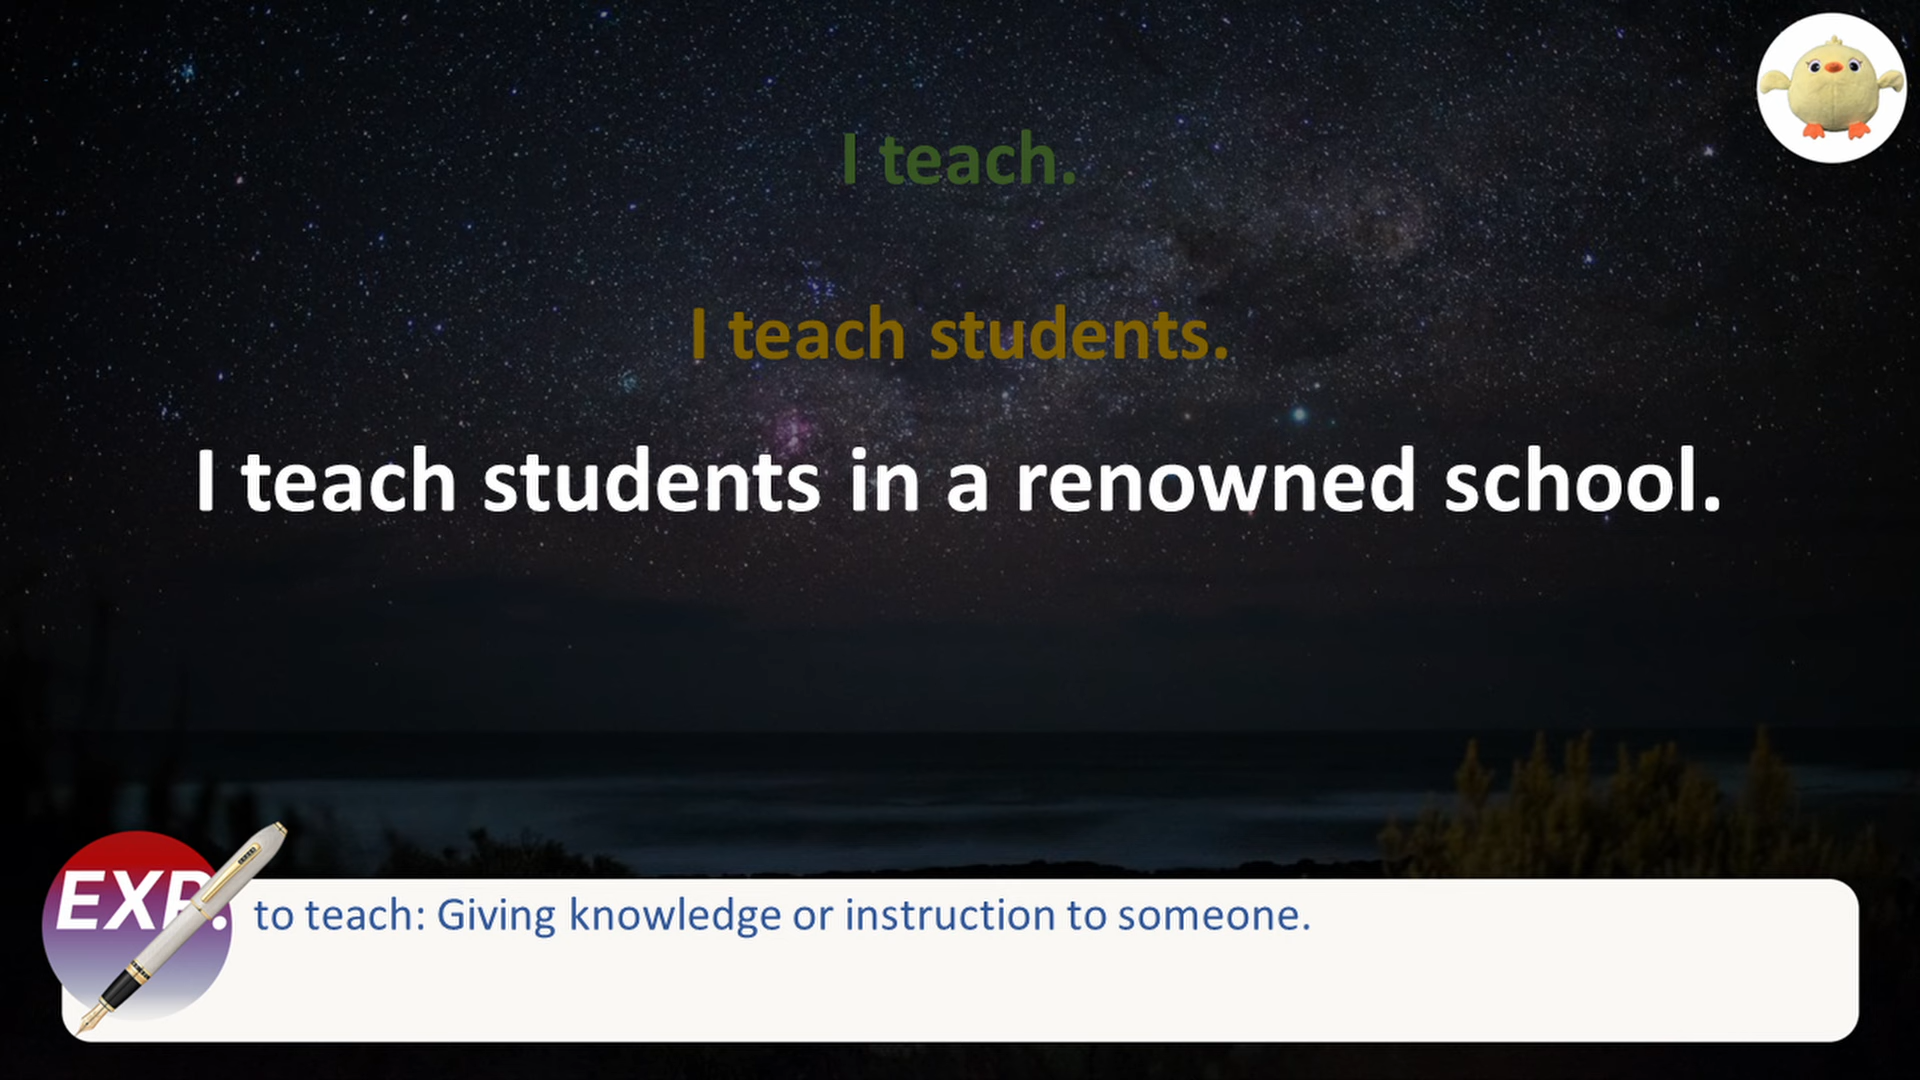 I teach.
I teach students.
I teach students in a renowned school.
EXP.
to teach: Giving knowledge or instruction to someone.